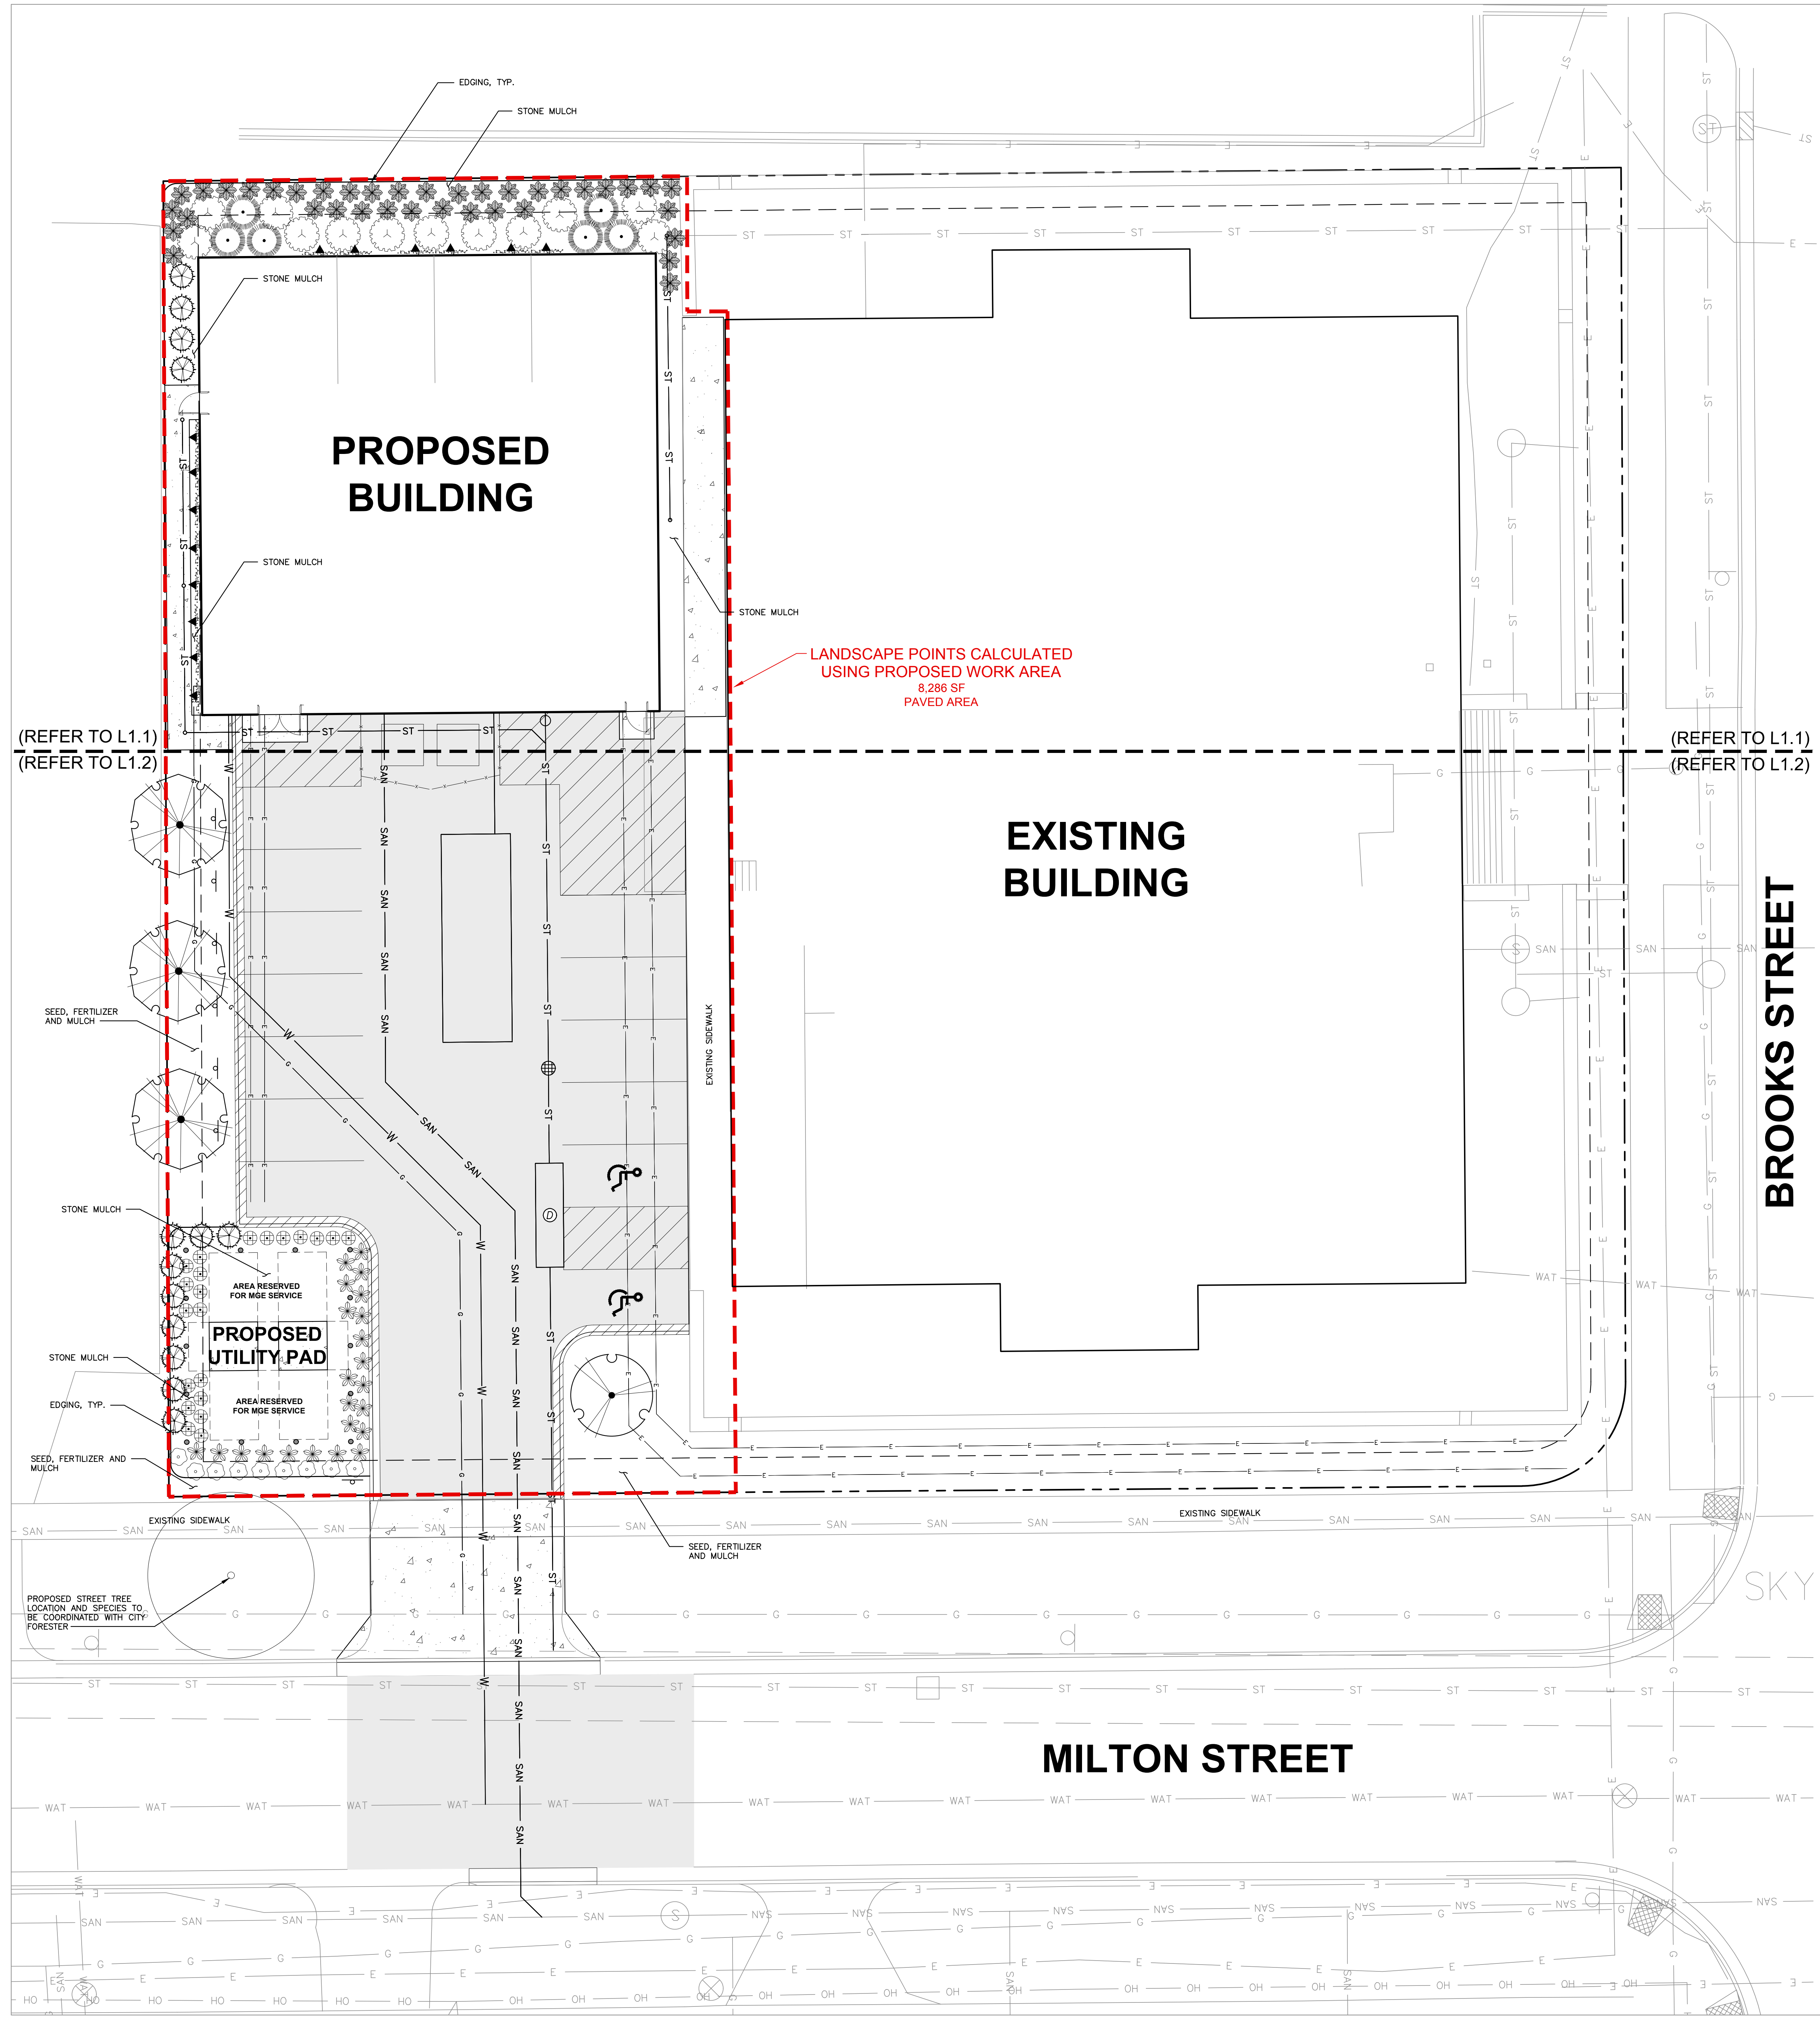 EDGING, TYP.
STONE MULCH
STONE MULCH
PROPOSED
BUILDING
STONE MULCH
STONE MULCH
LANDSCAPE POINTS CALCULATED
USING PROPOSED WORK AREA
8,286 SF
PAVED AREA
(REFER TO L1.1)
(REFER TO L1.2)
(REFER TO L1.1)
(REFER TO L1.2)
EXISTING
BUILDING
BROOKS STREET
SEED, FERTILIZER
AND MULCH
EXISTING SIDEWALK
STONE MULCH
AREA RESERVED
FOR MGE SERVICE
PROPOSED
UTILITY PAD
STONE MULCH
AREA RESERVED
FOR MGE SERVICE
EDGING, TYP.
SEED, FERTILIZER AND
MULCH
EXISTING SIDEWALK
EXISTING SIDEWALK
SEED, FERTILIZER
AND MULCH
PROPOSED STREET TREE
LOCATION AND SPECIES TO
BE COORDINATED WITH CITY
FORESTER
SKY
MILTON STREET